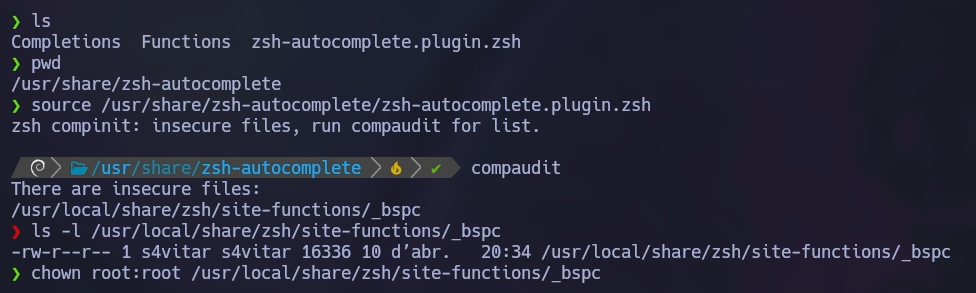 ❯ ls
Completions  Functions  zsh-autocomplete.plugin.zsh
❯ pwd
/usr/share/zsh-autocomplete
❯ source /usr/share/zsh-autocomplete/zsh-autocomplete.plugin.zsh
zsh compinit: insecure files, run compaudit for list.
/usr/share/zsh-autocomplete ✔ compaudit
There are insecure files:
/usr/local/share/zsh/site-functions/_bspc
❯ ls -l /usr/local/share/zsh/site-functions/_bspc
-rw-r--r-- 1 s4vitar s4vitar 16336 10 d’abr.   20:34 /usr/local/share/zsh/site-functions/_bspc
❯ chown root:root /usr/local/share/zsh/site-functions/_bspc